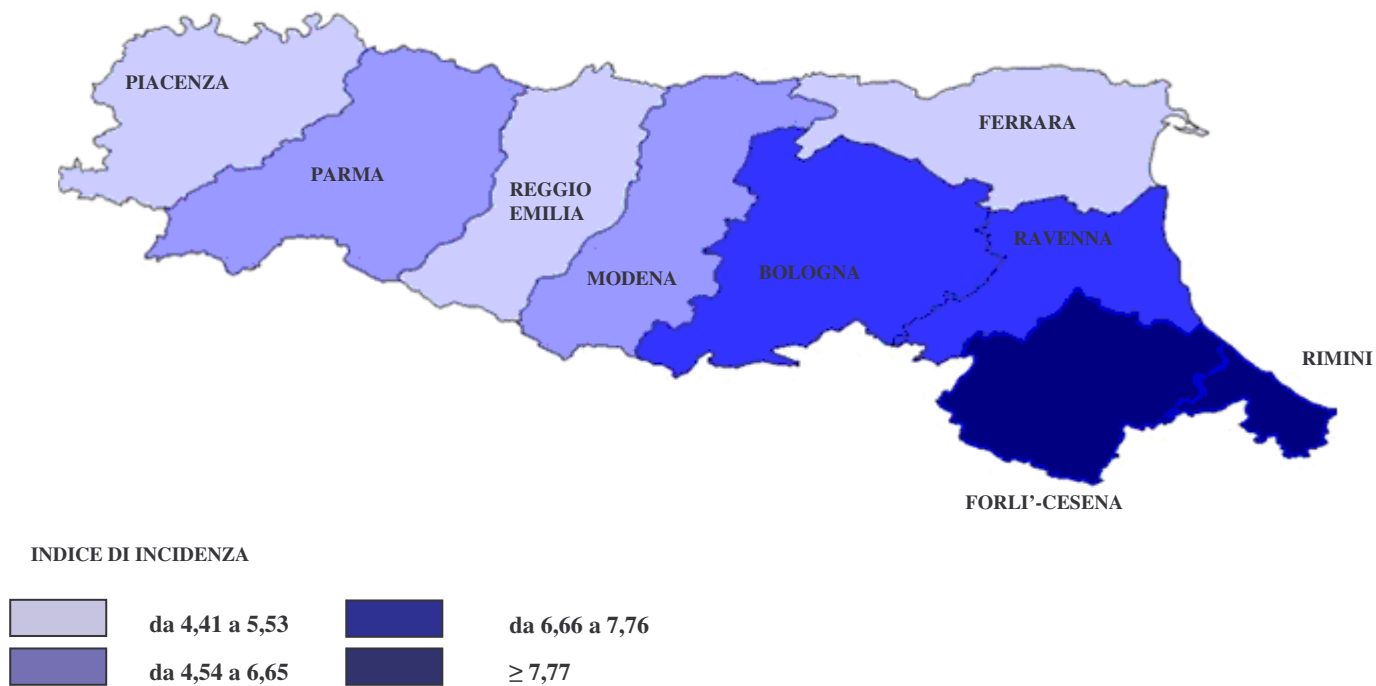 PIACENZA
FERRARA
PARMA
REGGIO
EMILIA
RAVENNA
MODENA
BOLOGNA
RIMINI
FORLI’-CESENA
INDICE DI INCIDENZA
da 4,41 a 5,53
da 6,66 a 7,76
da 4,54 a 6,65
≥ 7,77